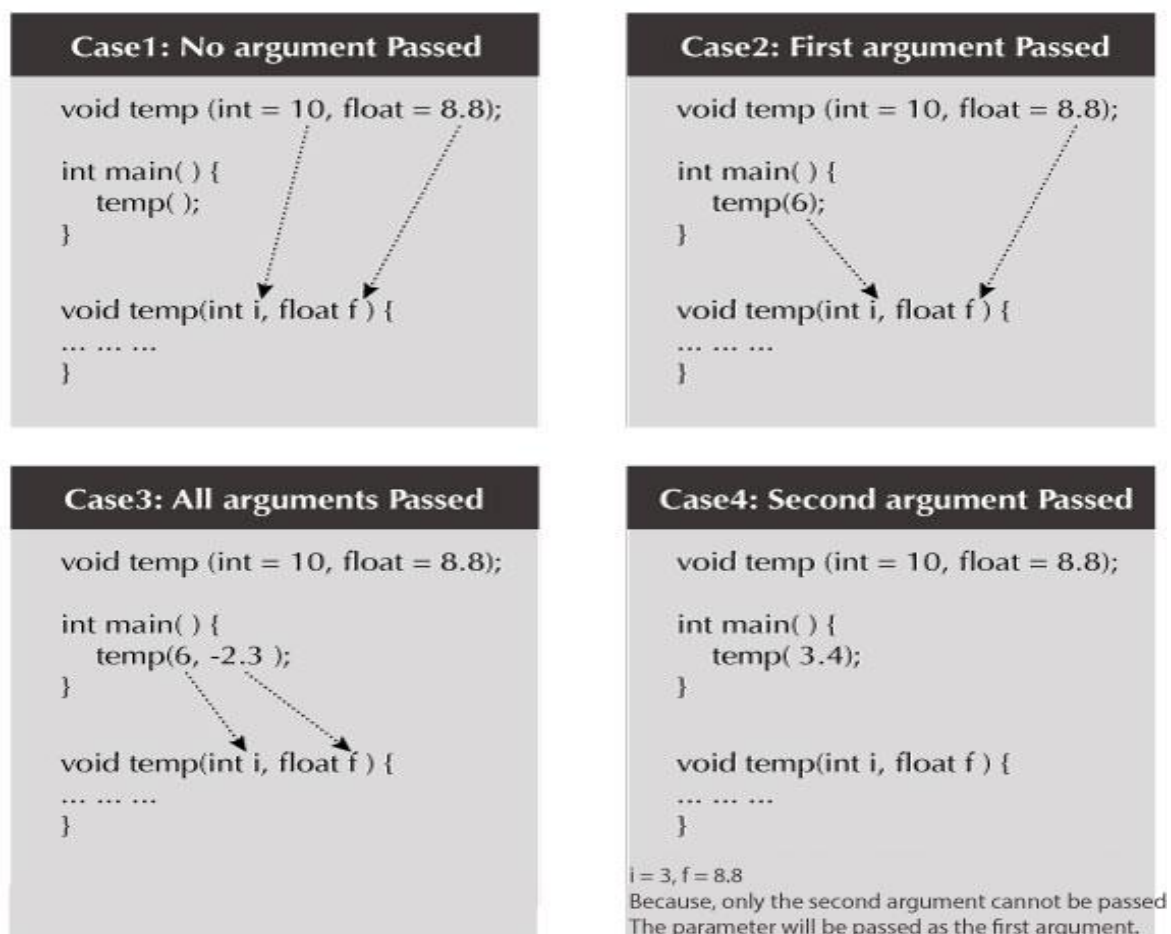 Case1: No argument Passed
void temp (int = 10, float = 8.8);
int main( ) {
temp( );
}
void temp(int i, float f ) {
... ... ...
}
Case2: First argument Passed
void temp (int = 10, float = 8.8);
int main( ) {
temp(6);
}
void temp(int i, float f ) {
... ... ...
}
Case3: All arguments Passed
void temp (int = 10, float = 8.8);
int main( ) {
temp(6, -2.3 );
}
void temp(int i, float f ) {
... ... ...
}
Case4: Second argument Passed
void temp (int = 10, float = 8.8);
int main( ) {
temp( 3.4);
}
void temp(int i, float f ) {
... ... ...
}
i = 3, f = 8.8
Because, only the second argument cannot be passed
The parameter will be passed as the first argument.